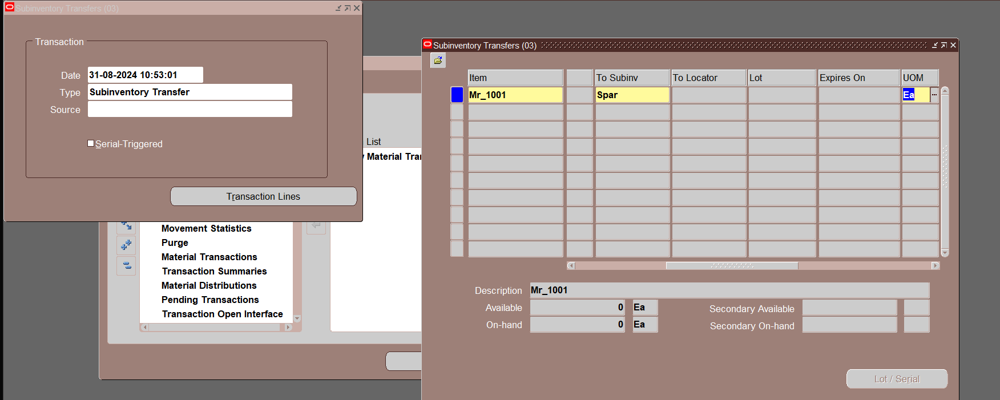 Subinventory Transfers (03)
Transaction
Date 31-08-2024 10:53:01
Type Subinventory Transfer
Source
Serial-Triggered
Transaction Lines
List
Material
Movement Statistics
Purge
Material Transactions
Transaction Summaries
Material Distributions
Pending Transactions
Transaction Open Interface
Subinventory Transfers (03)
Item To Subinv To Locator Lot Expires On UOM
Mr_1001 Spar Ea ...
Description Mr_1001
Available 0 Ea Secondary Available
On-hand 0 Ea Secondary On-hand
Lot / Serial